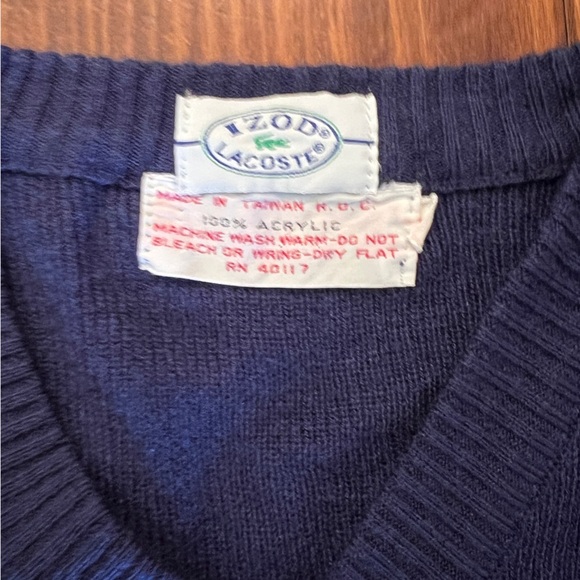 IZOD®
LACOSTE®
MADE IN TAIWAN R.O.C.
100% ACRYLIC
MACHINE WASH WARM-DO NOT
BLEACH OR WRING-DRY FLAT
RN 40117